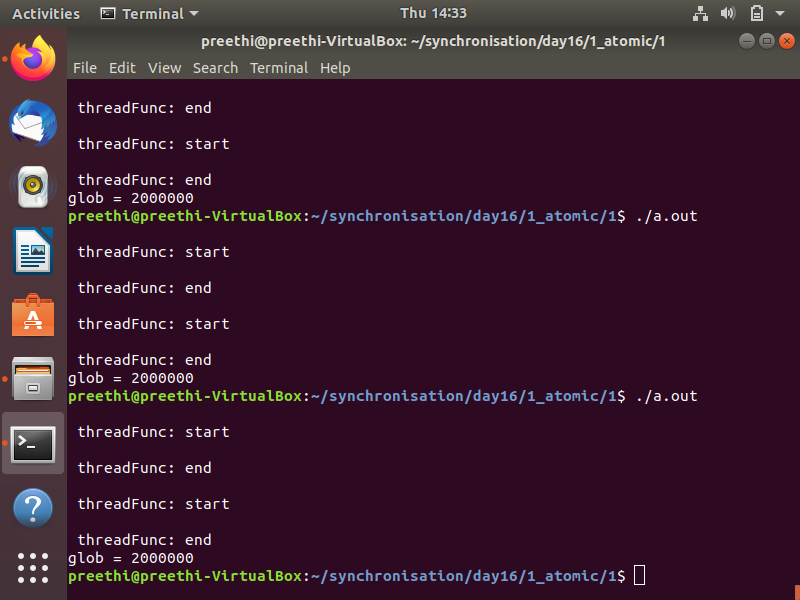 Activities Terminal Thu 14:33
preethi@preethi-VirtualBox: ~/synchronisation/day16/1_atomic/1
File Edit View Search Terminal Help
threadFunc: end
threadFunc: start
threadFunc: end
glob = 2000000
preethi@preethi-VirtualBox:~/synchronisation/day16/1_atomic/1$ ./a.out
threadFunc: start
threadFunc: end
threadFunc: start
threadFunc: end
glob = 2000000
preethi@preethi-VirtualBox:~/synchronisation/day16/1_atomic/1$ ./a.out
threadFunc: start
threadFunc: end
threadFunc: start
threadFunc: end
glob = 2000000
preethi@preethi-VirtualBox:~/synchronisation/day16/1_atomic/1$